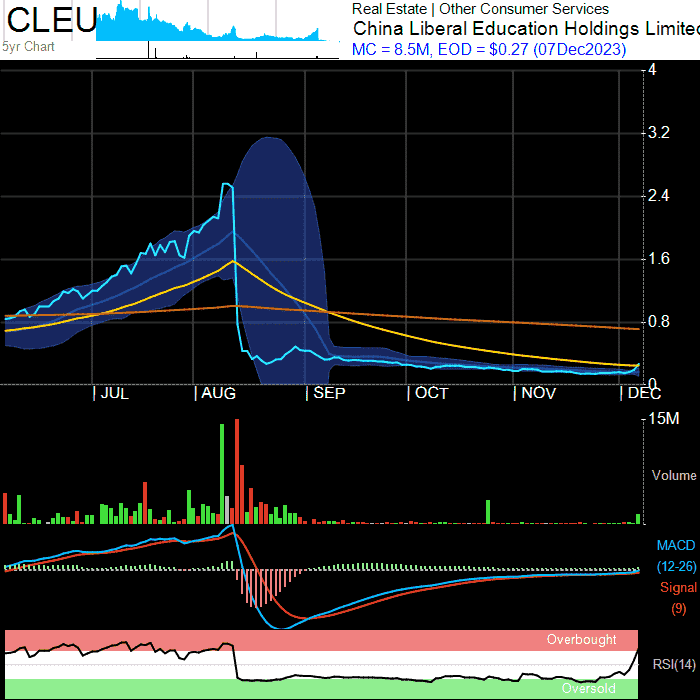 CLEU
5yr Chart
Real Estate | Other Consumer Services
China Liberal Education Holdings Limited
MC = 8.5M, EOD = $0.27 (07Dec2023)
4
3.2
2.4
1.6
0.8
0
JUL
AUG
SEP
OCT
NOV
DEC
15M
Volume
MACD
(12-26)
Signal
(9)
Overbought
RSI(14)
Oversold